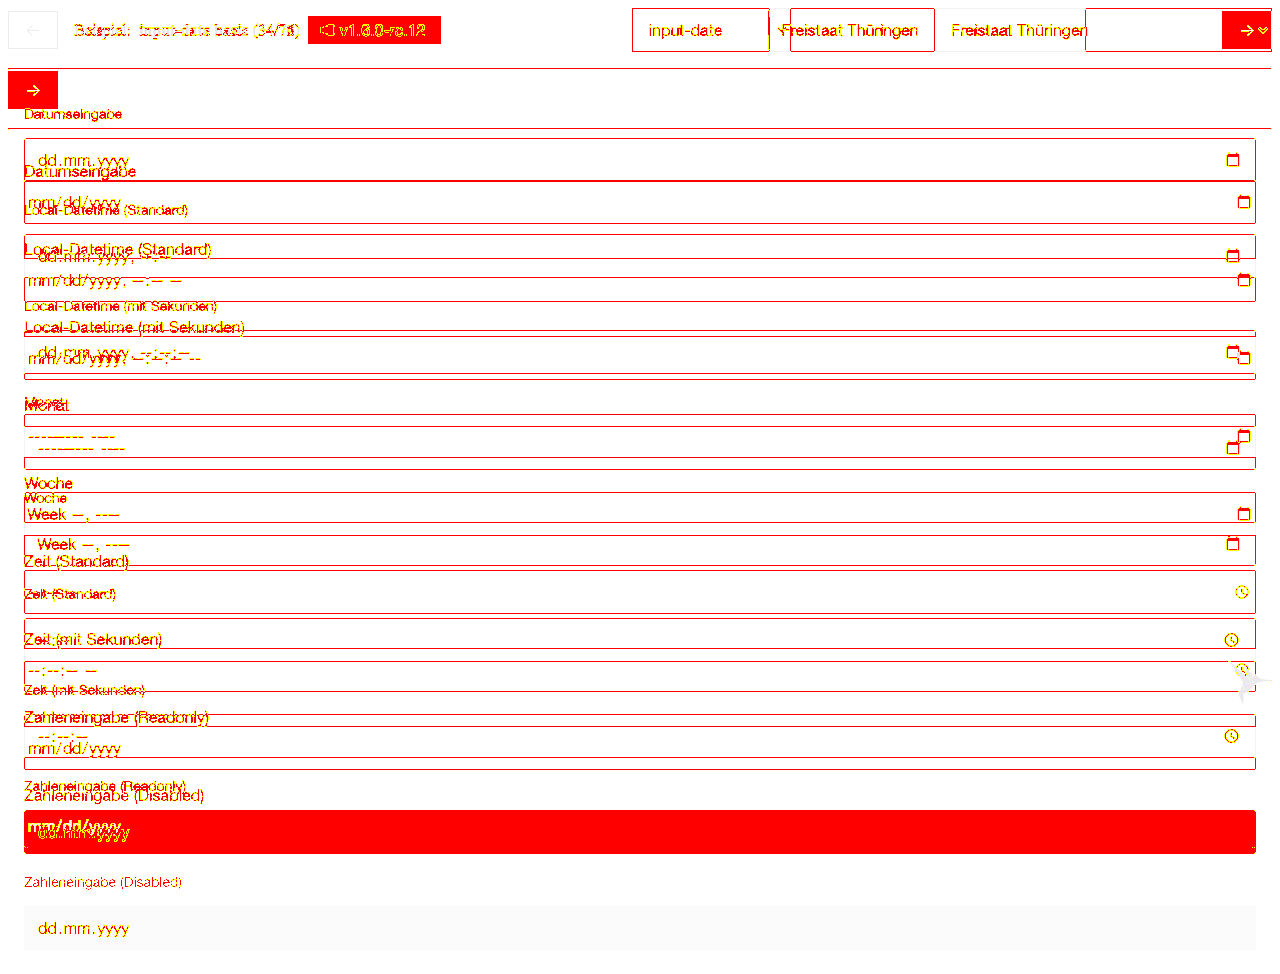 Beispiel: input-date basic (34/76) v1.6.0-rc.12 input-date Freistaat Thüringen Freistaat Thüringen
Datumseingabe
dd.mm.yyyy
Datumseingabe
mm/dd/yyyy
Local-Datetime (Standard)
Local-Datetime (Standard)
dd.mm.yyyy, --:--
mm/dd/yyyy, --:-- --
Local-Datetime (mit Sekunden)
Local-Datetime (mit Sekunden)
dd.mm.yyyy, --:--:--
mm/dd/yyyy, --:--:-- --
Monat
Monat
--------- ----
--------- ----
Woche
Woche
Week --, ----
Week --, ----
Zeit (Standard)
Zeit (Standard)
Zeit (mit Sekunden)
--:--:-- --
Zeit (mit Sekunden)
Zahleneingabe (Readonly)
--:--:--
mm/dd/yyyy
Zahleneingabe (Readonly)
Zahleneingabe (Disabled)
mm/dd/yyyy
dd.mm.yyyy
Zahleneingabe (Disabled)
dd.mm.yyyy